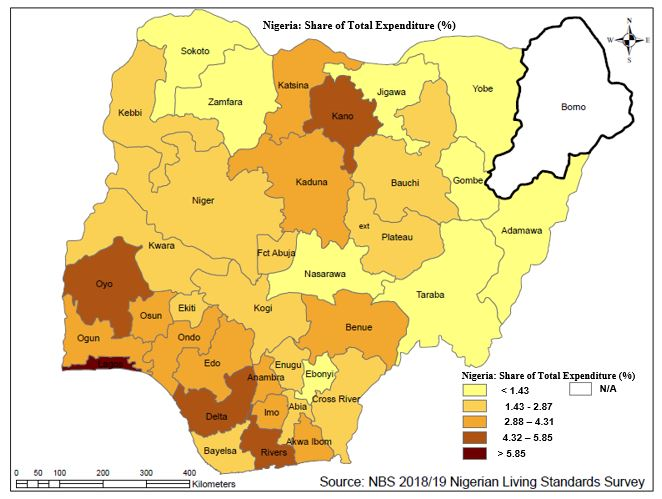 Nigeria: Share of Total Expenditure (%)
N
W E
S
Sokoto
Katsina
Jigawa
Yobe
Borno
Zamfara
Kano
Kebbi
Kaduna
Bauchi
Gombe
Niger
ext
Plateau
Adamawa
Kwara
Fct Abuja
Nasarawa
Taraba
Oyo
Kogi
Osun
Ekiti
Benue
Ogun
Ondo
Lagos
Edo
Enugu
Ebonyi
Anambra
Cross River
Delta
Imo
Abia
Akwa Ibom
Bayelsa
Rivers
Nigeria: Share of Total Expenditure (%)
< 1.43
N/A
1.43 - 2.87
2.88 - 4.31
4.32 - 5.85
> 5.85
0 50 100 200 300 400
Kilometers
Source: NBS 2018/19 Nigerian Living Standards Survey